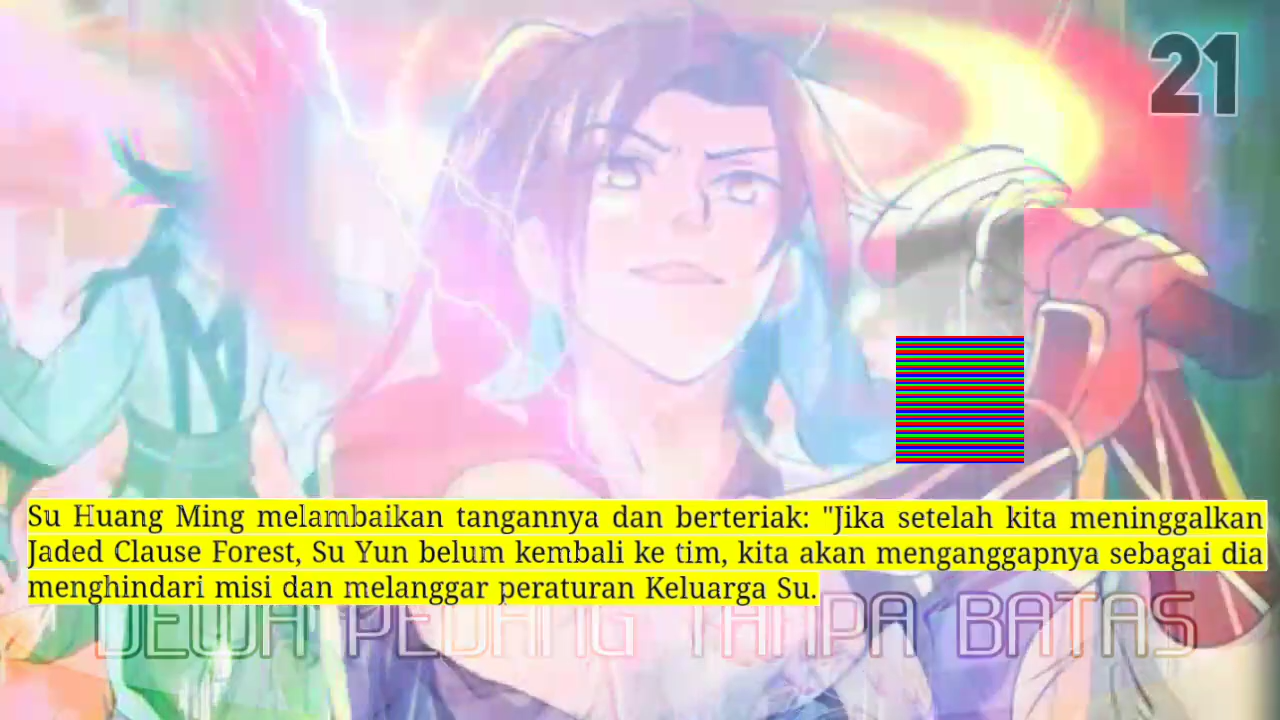 21
Su Huang Ming melambaikan tangannya dan berteriak: "Jika setelah kita meninggalkan
Jaded Clause Forest, Su Yun belum kembali ke tim, kita akan menganggapnya sebagai dia
menghindari misi dan melanggar peraturan Keluarga Su.
DEWA PEDANG TANPA BATAS